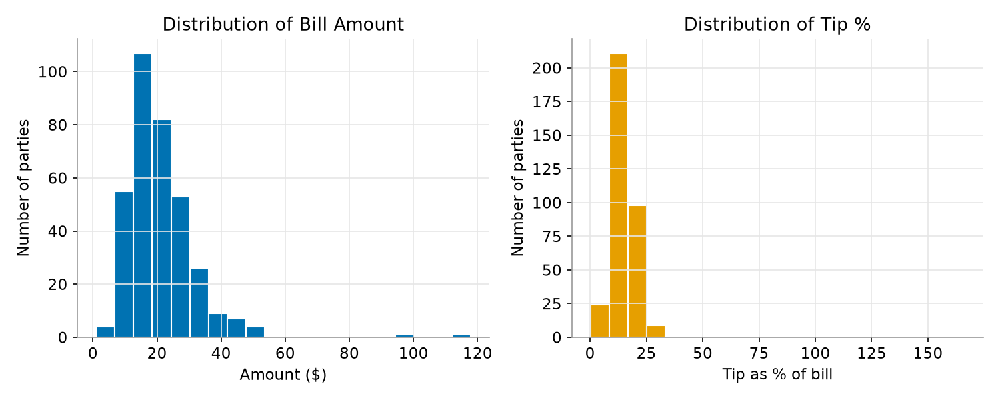 Distribution of Bill Amount
Number of parties
100
80
60
40
20
0
0 20 40 60 80 100 120
Amount ($)
Distribution of Tip %
Number of parties
200
175
150
125
100
75
50
25
0
0 25 50 75 100 125 150
Tip as % of bill